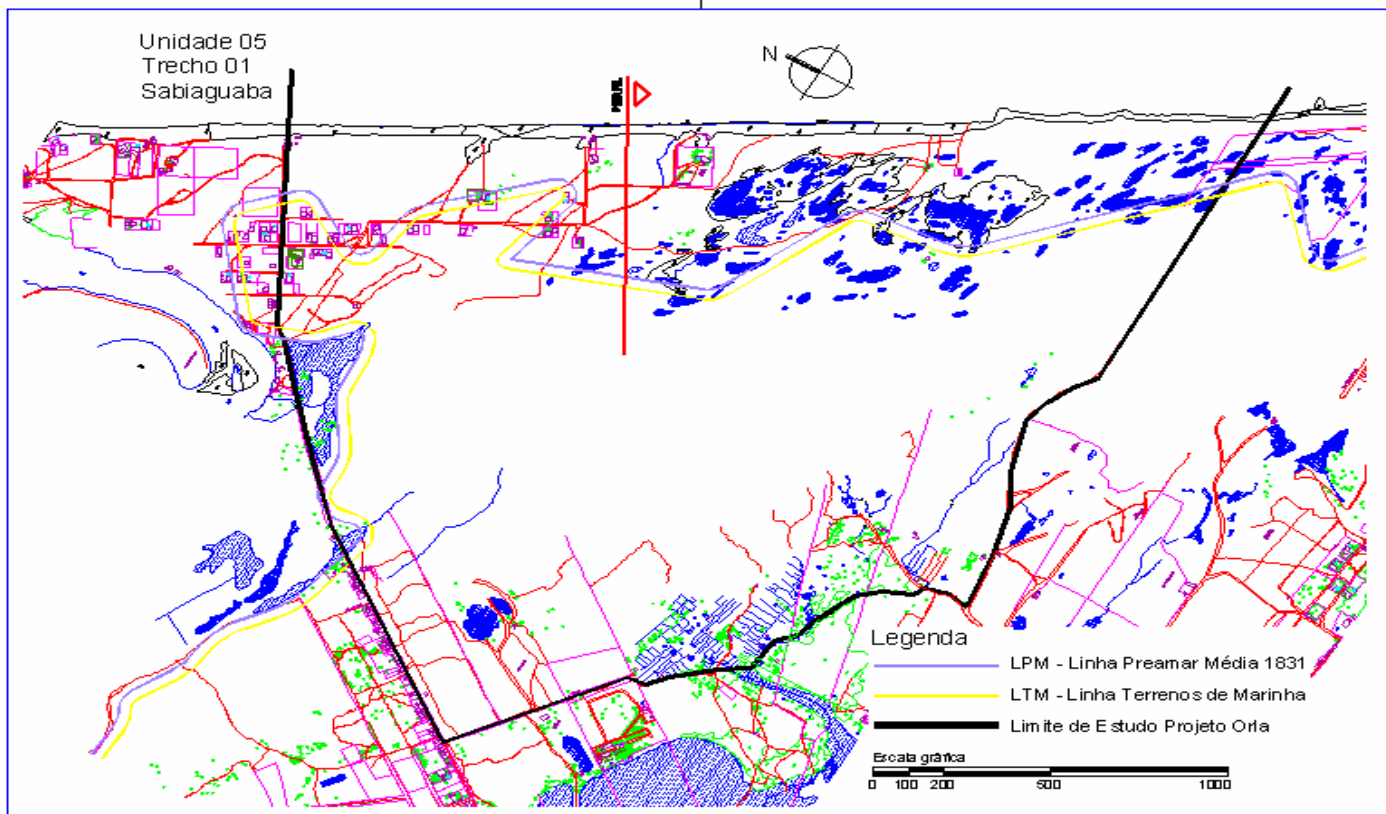 Unidade 05
Trecho 01
Sabiaguaba
N
PERFIL
Legenda
LPM - Linha Preamar Média 1831
LTM - Linha Terrenos de Marinha
Limite de Estudo Projeto Orla
Escala gráfica
0 100 200 500 1000